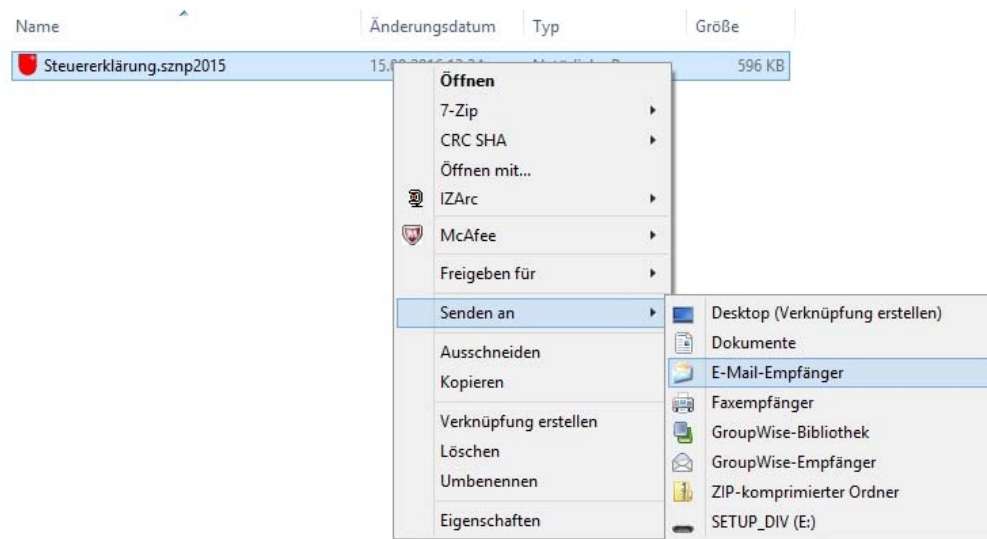 Name Änderungsdatum Typ Größe
Steuererklärung.sznp2015 596 KB
Öffnen
7-Zip
CRC SHA
Öffnen mit...
IZArc
McAfee
Freigeben für
Senden an
Ausschneiden
Kopieren
Verknüpfung erstellen
Löschen
Umbenennen
Eigenschaften
Desktop (Verknüpfung erstellen)
Dokumente
E-Mail-Empfänger
Faxempfänger
GroupWise-Bibliothek
GroupWise-Empfänger
ZIP-komprimierter Ordner
SETUP_DIV (E:)